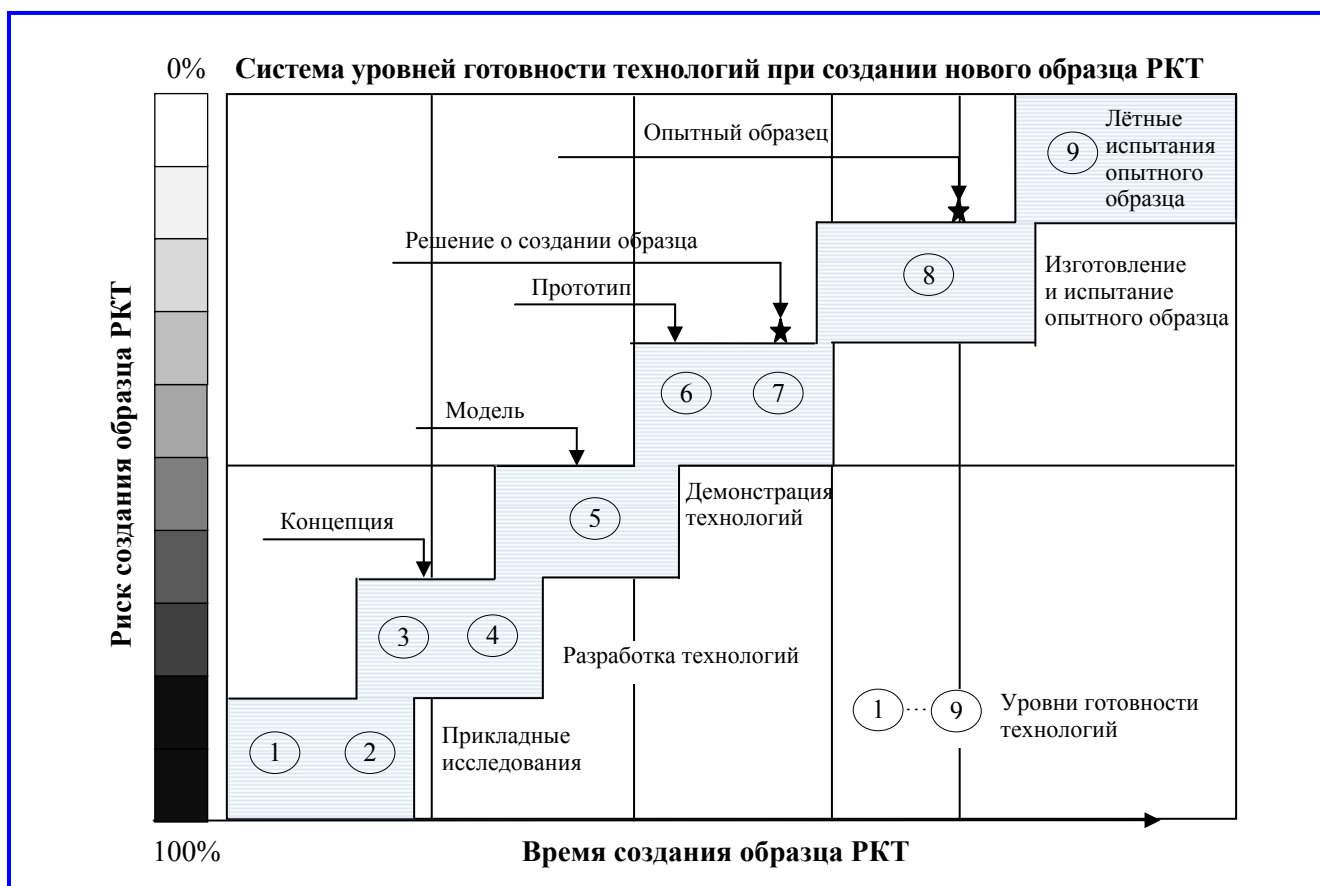 0%
Система уровней готовности технологий при создании нового образца РКТ
Опытный образец
9
Лётные
испытания
опытного
образца
Решение о создании образца
8
Изготовление
и испытание
опытного образца
Прототип
6
7
Модель
Демонстрация
технологий
5
Концепция
3
4
Разработка технологий
1
2
Прикладные
исследования
1
...
9
Уровни готовности
технологий
Риск создания образца РКТ
100%
Время создания образца РКТ